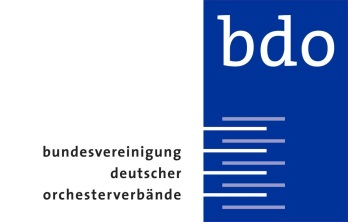 bdo
bundesvereinigung
deutscher
orchesterverbände